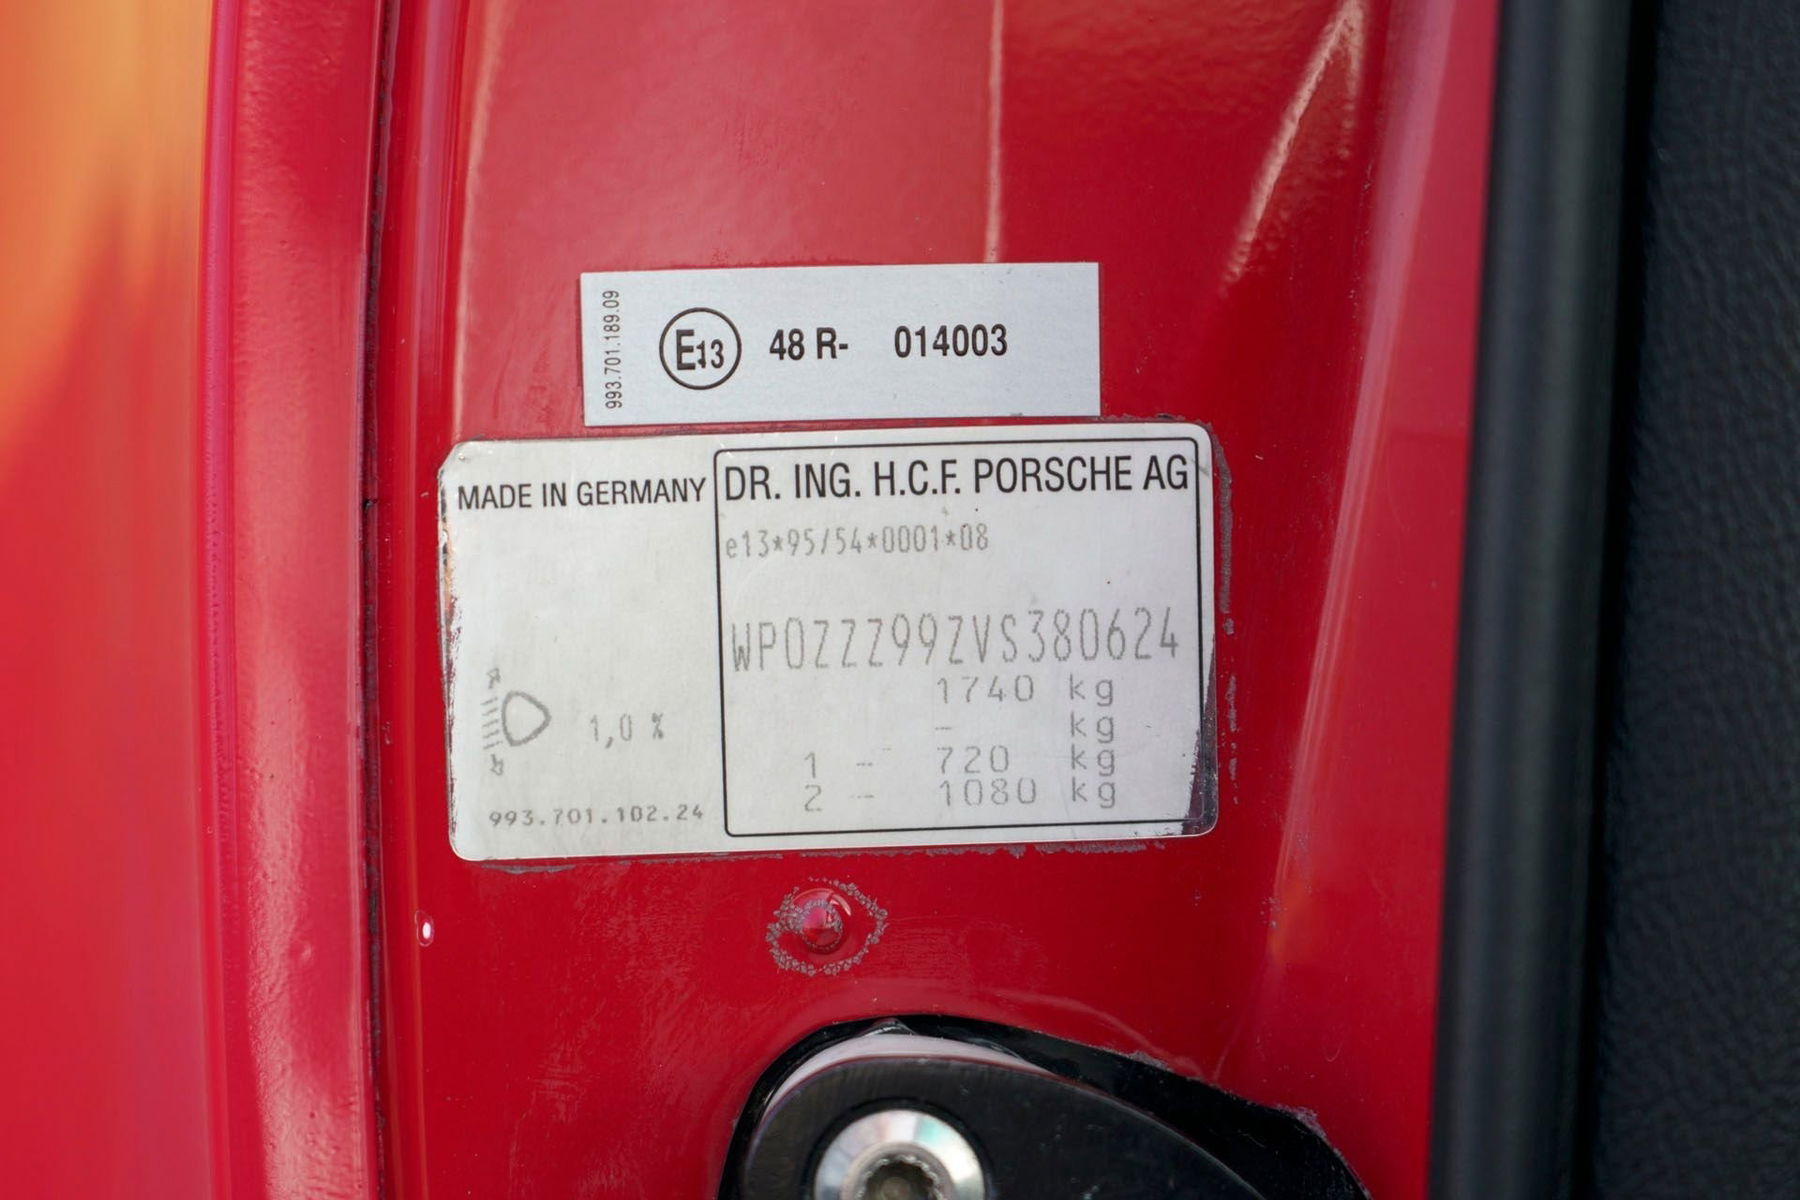 993.701.189.09
E13 48 R- 014003
MADE IN GERMANY
DR. ING. H.C.F. PORSCHE AG
e13*95/54*0001*08
WP0ZZZ99ZVS380624
1740 kg
- kg
1 - 720 kg
2 - 1080 kg
1,0 %
993.701.102.24